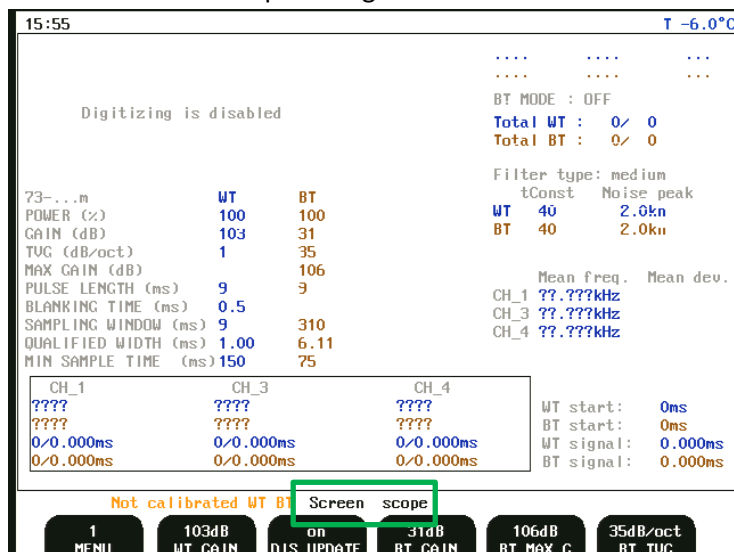 15:55 T -6.0°C
.... .... ...
.... .... ...
BT MODE : OFF
Digitizing is disabled
Total WT : 0/ 0
Total BT : 0/ 0
Filter type: medium
tConst Noise peak
WT 40 2.0kn
BT 40 2.0kn
73-...m WT BT
POWER (%) 100 100
GAIN (dB) 103 31
TVG (dB/oct) 1 35
MAX GAIN (dB) 106
PULSE LENGTH (ms) 9 9
BLANKING TIME (ms) 0.5
SAMPLING WINDOW (ms) 9 310
QUALIFIED WIDTH (ms) 1.00 6.11
MIN SAMPLE TIME (ms) 150 75
Mean freq. Mean dev.
CH_1 ??.???kHz
CH_3 ??.???kHz
CH_4 ??.???kHz
CH_1 CH_3 CH_4
???? ???? ????
???? ???? ????
0/0.000ms 0/0.000ms 0/0.000ms
0/0.000ms 0/0.000ms 0/0.000ms
WT start: 0ms
BT start: 0ms
WT signal: 0.000ms
BT signal: 0.000ms
Not calibrated WT BT Screen scope
1 103dB on 31dB 106dB 35dB/oct
MENU WT GAIN DIS UPDATE BT GAIN BT MAX G BT TVG